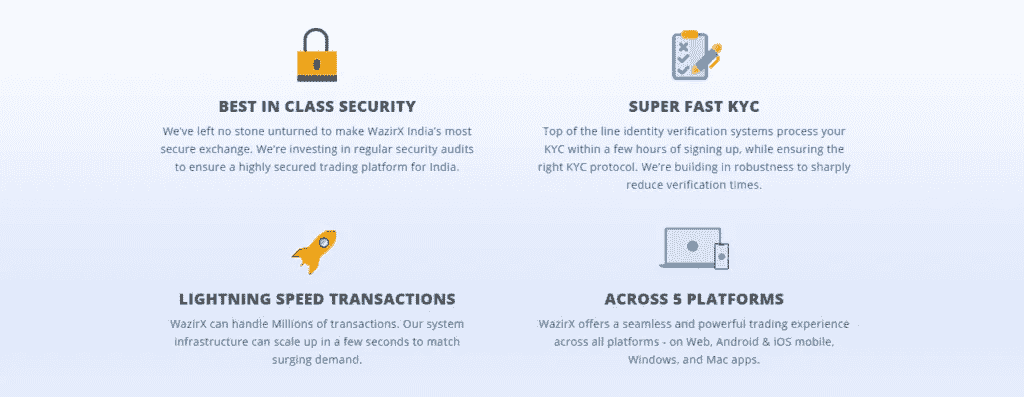 BEST IN CLASS SECURITY
We've left no stone unturned to make WazirX India's most
secure exchange. We're investing in regular security audits
to ensure a highly secured trading platform for India.
SUPER FAST KYC
Top of the line identity verification systems process your
KYC within a few hours of signing up, while ensuring the
right KYC protocol. We're building in robustness to sharply
reduce verification times.
LIGHTNING SPEED TRANSACTIONS
WazirX can handle Millions of transactions. Our system
infrastructure can scale up in a few seconds to match
surging demand.
ACROSS 5 PLATFORMS
WazirX offers a seamless and powerful trading experience
across all platforms - on Web, Android & iOS mobile,
Windows, and Mac apps.